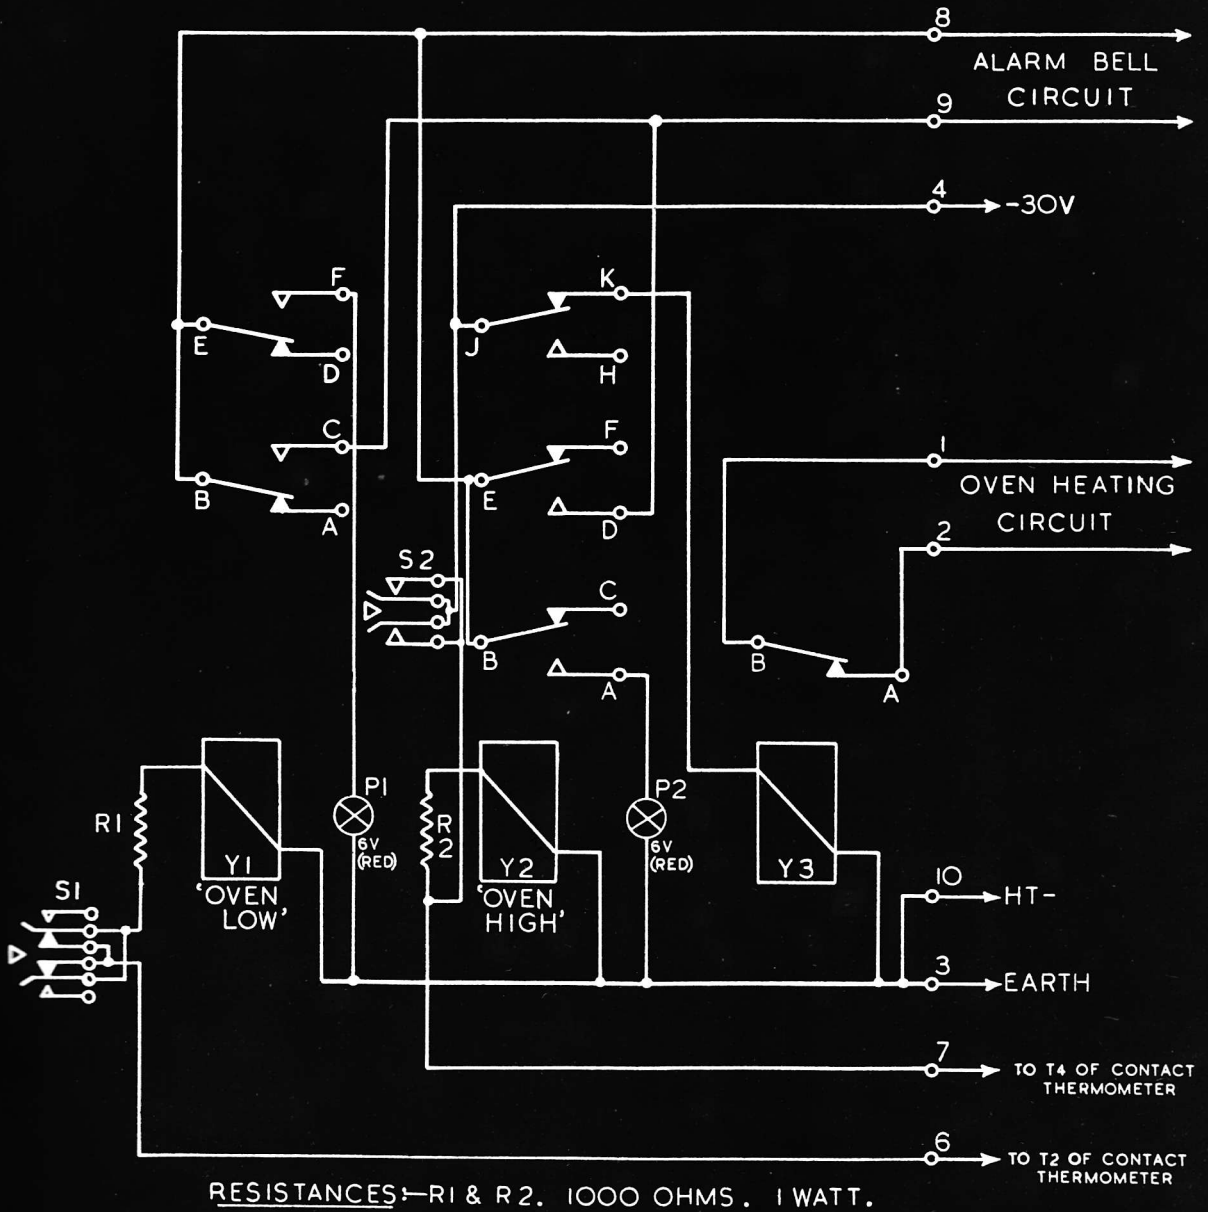 8
ALARM BELL
CIRCUIT
9
4
-30V
F
K
E
D
J
H
C
F
1
B
A
E
D
OVEN HEATING
CIRCUIT
2
S2
C
B
A
B
A
R1
P1
6V
(RED)
R
2
P2
6V
(RED)
Y1
'OVEN
LOW'
Y2
'OVEN
HIGH'
Y3
S1
10
HT-
3
EARTH
7
TO T4 OF CONTACT
THERMOMETER
6
TO T2 OF CONTACT
THERMOMETER
RESISTANCES:-R1 & R2. 1000 OHMS. 1 WATT.